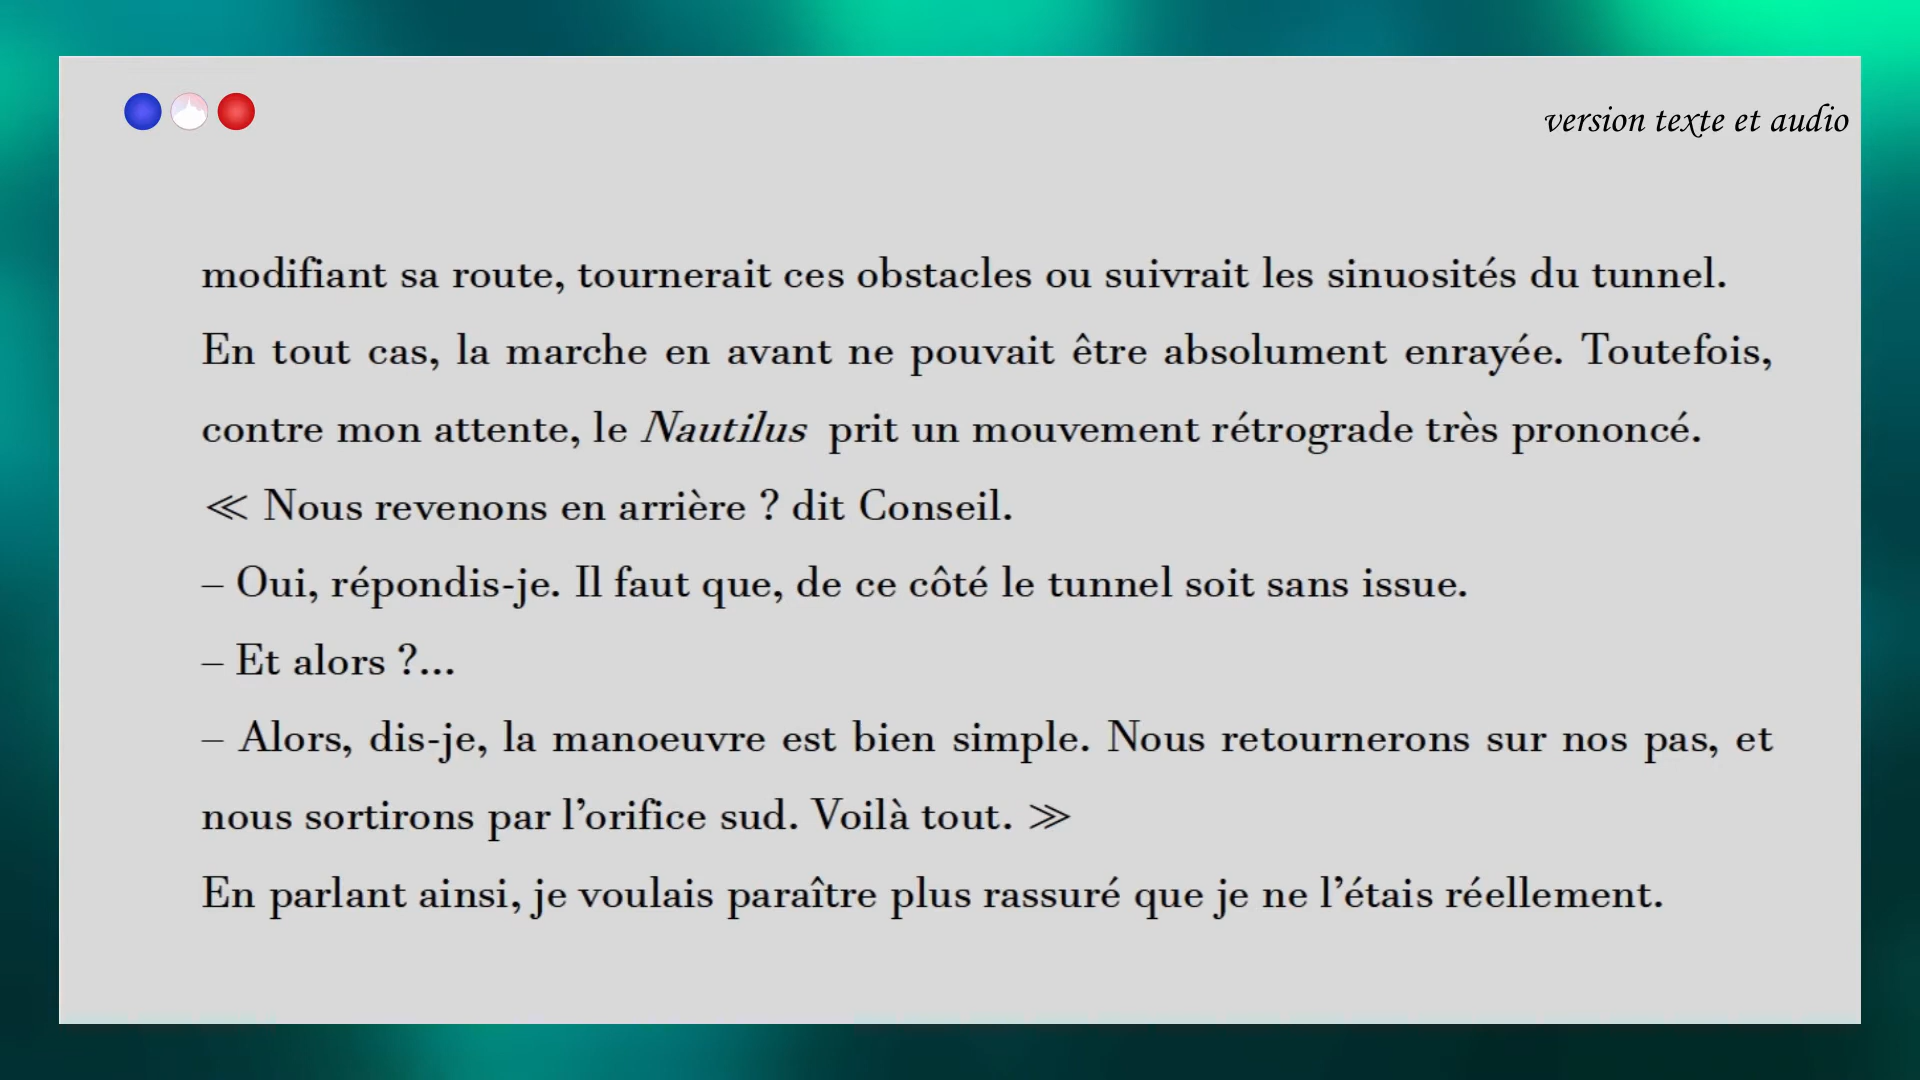 version texte et audio
modifiant sa route, tournerait ces obstacles ou suivrait les sinuosités du tunnel.
En tout cas, la marche en avant ne pouvait être absolument enrayée. Toutefois,
contre mon attente, le Nautilus prit un mouvement rétrograde très prononcé.
≪ Nous revenons en arrière ? dit Conseil.
– Oui, répondis-je. Il faut que, de ce côté le tunnel soit sans issue.
– Et alors ?...
– Alors, dis-je, la manoeuvre est bien simple. Nous retournerons sur nos pas, et
nous sortirons par l’orifice sud. Voilà tout. ≫
En parlant ainsi, je voulais paraître plus rassuré que je ne l’étais réellement.